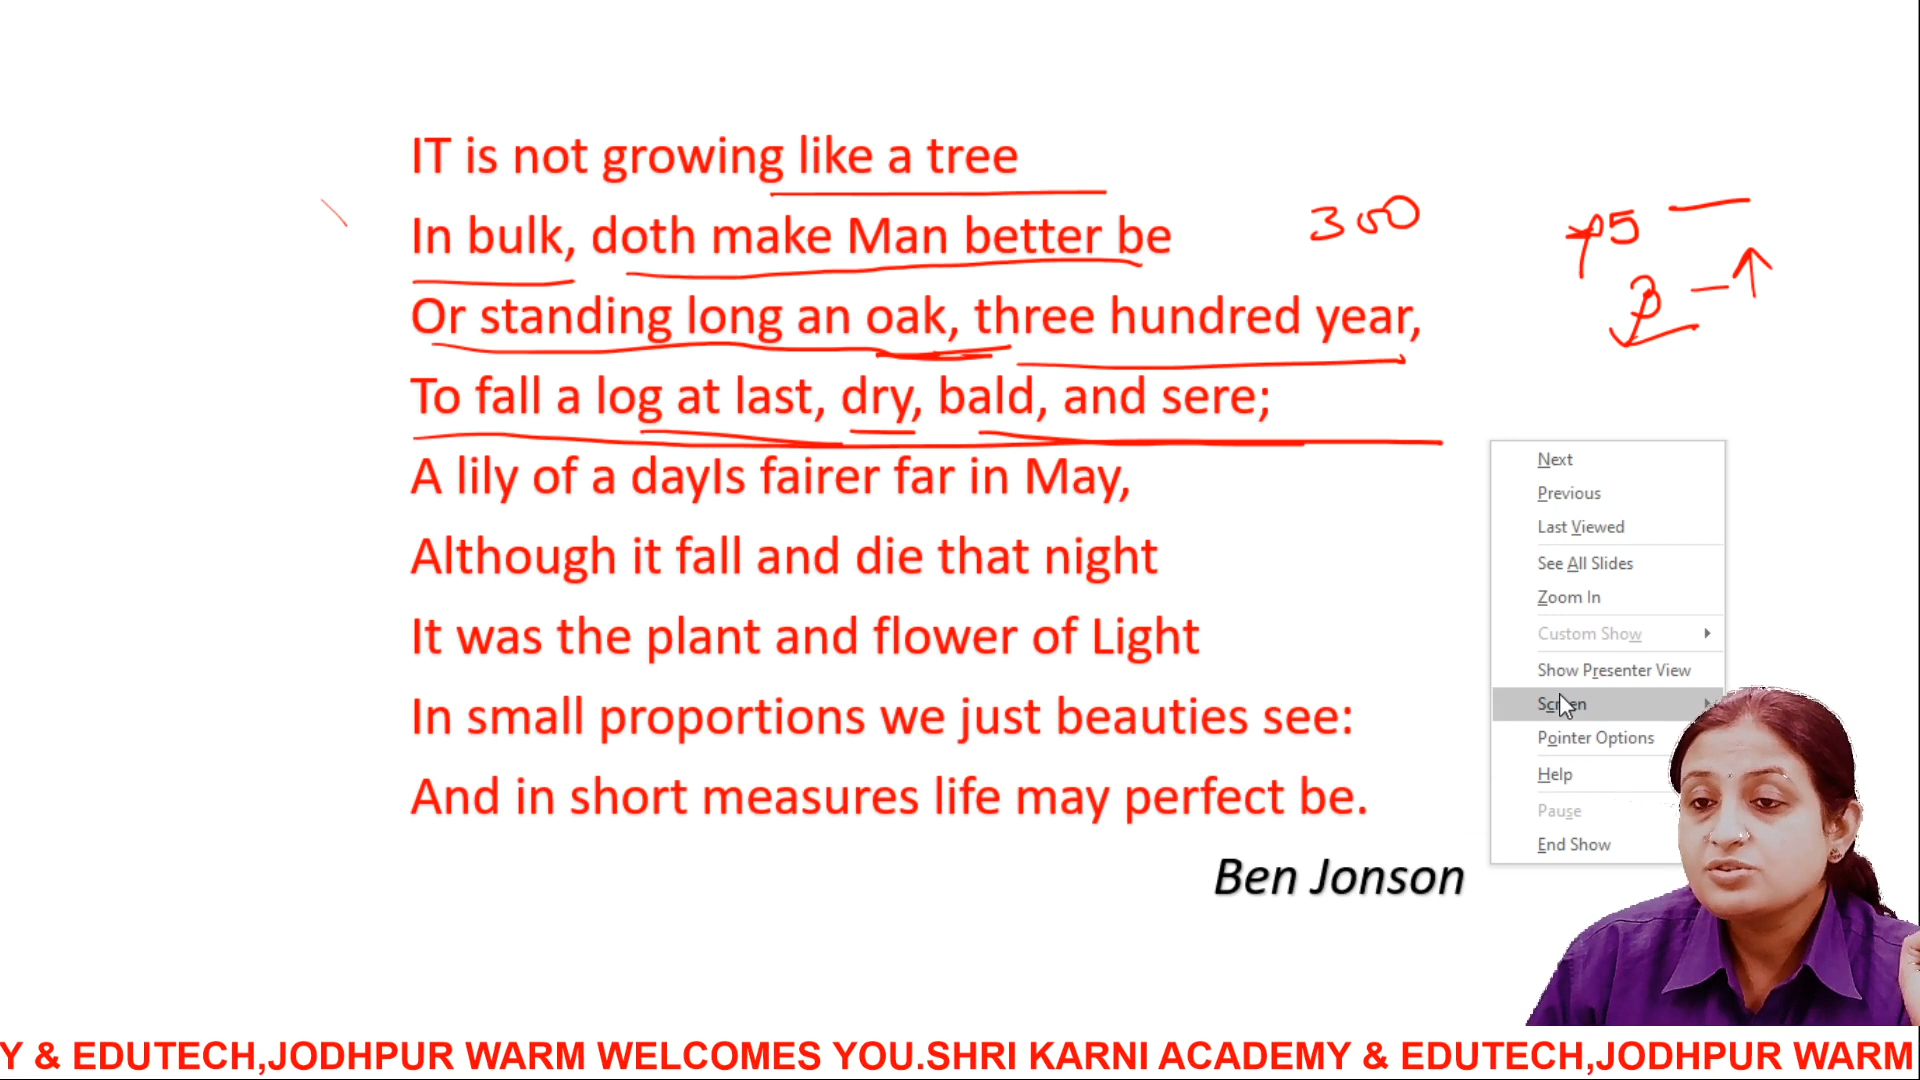 IT is not growing like a tree
In bulk, doth make Man better be
300
75
Or standing long an oak, three hundred year,
3
To fall a log at last, dry, bald, and sere;
A lily of a dayIs fairer far in May,
Although it fall and die that night
It was the plant and flower of Light
In small proportions we just beauties see:
And in short measures life may perfect be.
Ben Jonson
Next
Previous
Last Viewed
See All Slides
Zoom In
Custom Show
Show Presenter View
Screen
Pointer Options
Help
Pause
End Show
Y & EDUTECH,JODHPUR WARM WELCOMES YOU.SHRI KARNI ACADEMY & EDUTECH,JODHPUR WARM